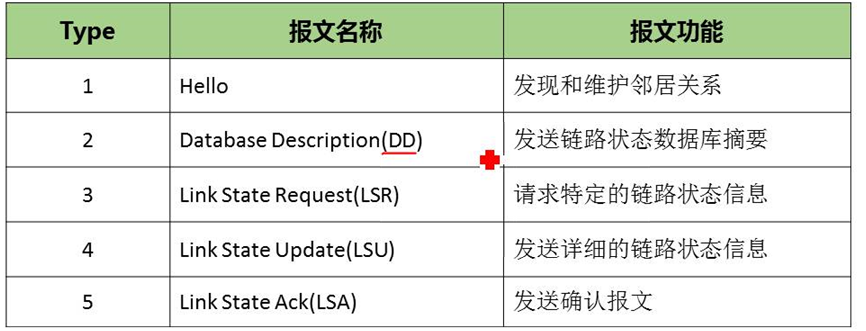 Type 报文名称 报文功能
1 Hello 发现和维护邻居关系
2 Database Description(DD) 发送链路状态数据库摘要
3 Link State Request(LSR) 请求特定的链路状态信息
4 Link State Update(LSU) 发送详细的链路状态信息
5 Link State Ack(LSA) 发送确认报文